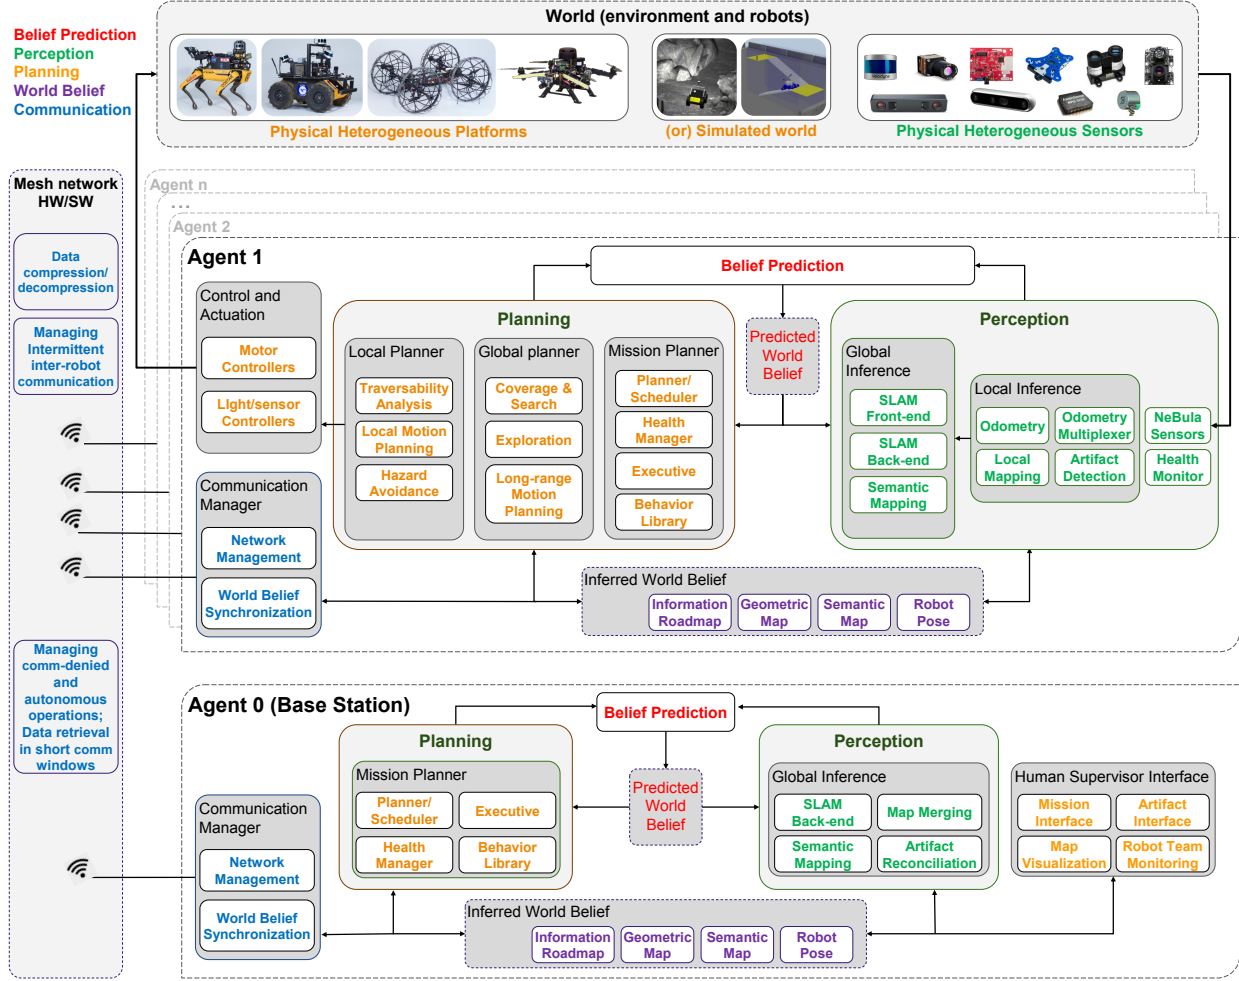 World (environment and robots)
Belief Prediction
Perception
Planning
World Belief
Communication
Physical Heterogeneous Platforms
(or) Simulated world
Physical Heterogeneous Sensors
Mesh network
HW/SW
Data
compression/
decompression
Managing
Intermittent
inter-robot
communication
Managing
comm-denied
and
autonomous
operations;
Data retrieval
in short comm
windows
Agent n
...
Agent 2
Agent 1
Belief Prediction
Control and
Actuation
Motor
Controllers
LIght/sensor
Controllers
Communication
Manager
Network
Management
World Belief
Synchronization
Planning
Local Planner
Traversability
Analysis
Local Motion
Planning
Hazard
Avoidance
Global planner
Coverage &
Search
Exploration
Long-range
Motion
Planning
Mission Planner
Planner/
Scheduler
Health
Manager
Executive
Behavior
Library
Predicted
World
Belief
Perception
Global
Inference
SLAM
Front-end
SLAM
Back-end
Semantic
Mapping
Local Inference
Odometry
Odometry
Multiplexer
Local
Mapping
Artifact
Detection
NeBula
Sensors
Health
Monitor
Inferred World Belief
Information
Roadmap
Geometric
Map
Semantic
Map
Robot
Pose
Agent 0 (Base Station)
Belief Prediction
Communication
Manager
Network
Management
World Belief
Synchronization
Planning
Mission Planner
Planner/
Scheduler
Executive
Health
Manager
Behavior
Library
Predicted
World
Belief
Perception
Global Inference
SLAM
Back-end
Map Merging
Semantic
Mapping
Artifact
Reconciliation
Human Supervisor Interface
Mission
Interface
Artifact
Interface
Map
Visualization
Robot Team
Monitoring
Inferred World Belief
Information
Roadmap
Geometric
Map
Semantic
Map
Robot
Pose